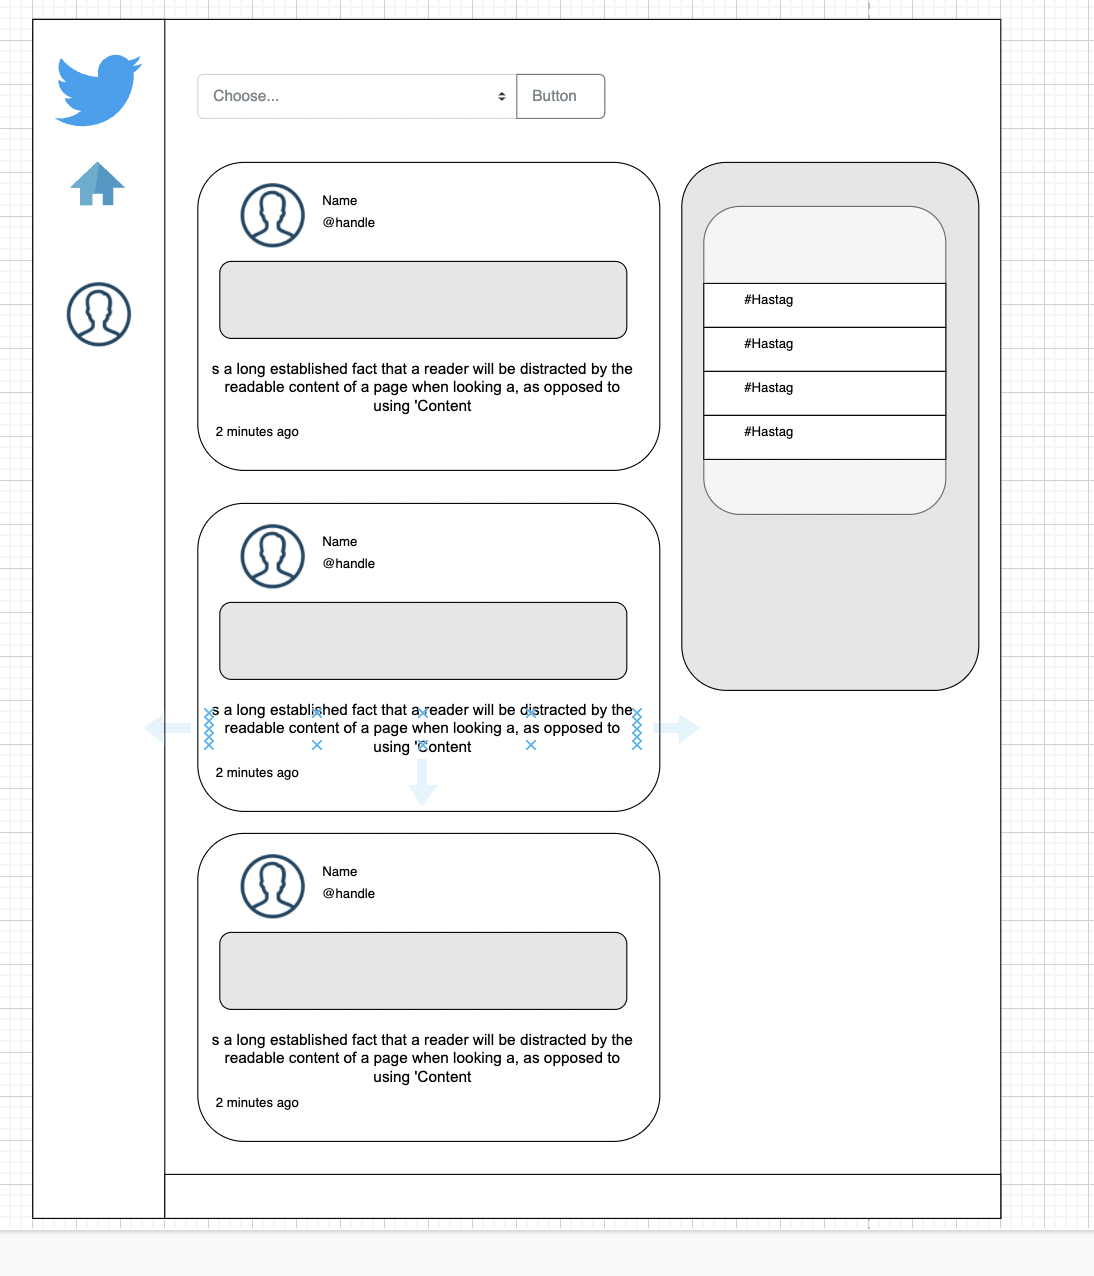 Choose...
Button
Name
@handle
s a long established fact that a reader will be distracted by the
readable content of a page when looking a, as opposed to
using 'Content
2 minutes ago
#Hastag
#Hastag
#Hastag
#Hastag
Name
@handle
s a long established fact that a reader will be distracted by the
readable content of a page when looking a, as opposed to
using 'Content
2 minutes ago
Name
@handle
s a long established fact that a reader will be distracted by the
readable content of a page when looking a, as opposed to
using 'Content
2 minutes ago